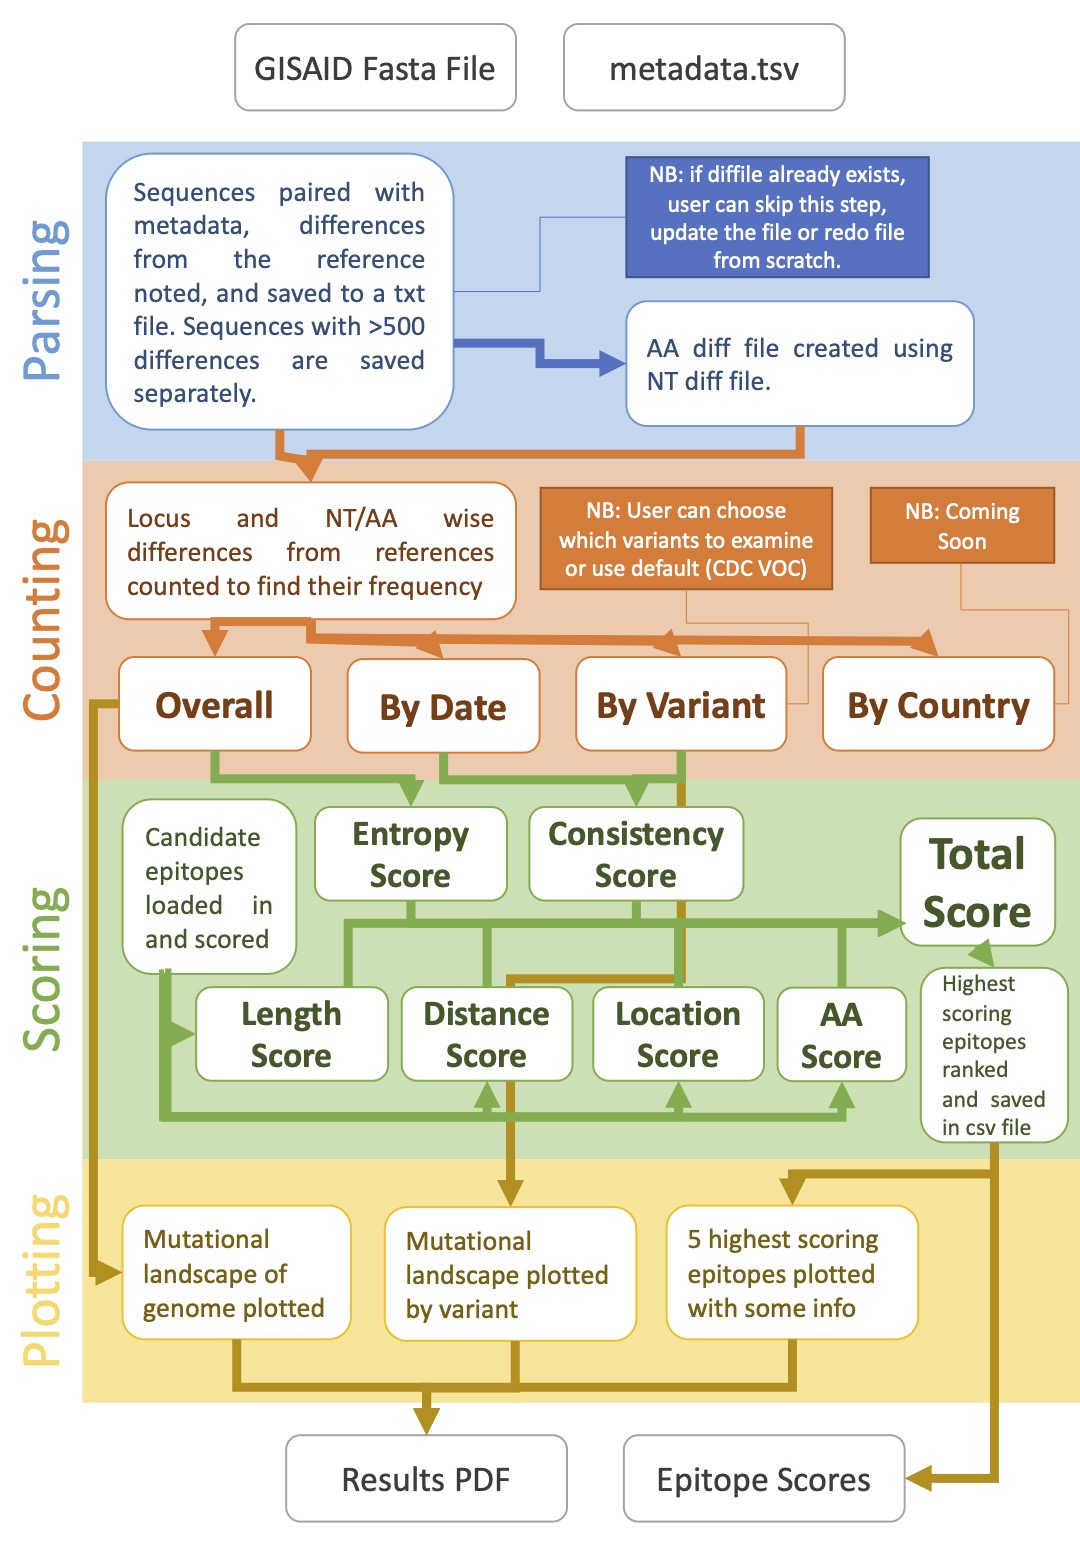 GISAID Fasta File
metadata.tsv
Parsing
Sequences paired with
metadata, differences
from the reference
noted, and saved to a txt
file. Sequences with >500
differences are saved
separately.
NB: if diffile already exists,
user can skip this step,
update the file or redo file
from scratch.
AA diff file created using
NT diff file.
Counting
Locus and NT/AA wise
differences from references
counted to find their frequency
NB: User can choose
which variants to examine
or use default (CDC VOC)
NB: Coming
Soon
Overall
By Date
By Variant
By Country
Scoring
Candidate
epitopes
loaded in
and scored
Entropy
Score
Consistency
Score
Total
Score
Length
Score
Distance
Score
Location
Score
AA
Score
Highest
scoring
epitopes
ranked
and saved
in csv file
Plotting
Mutational
landscape of
genome plotted
Mutational
landscape plotted
by variant
5 highest scoring
epitopes plotted
with some info
Results PDF
Epitope Scores